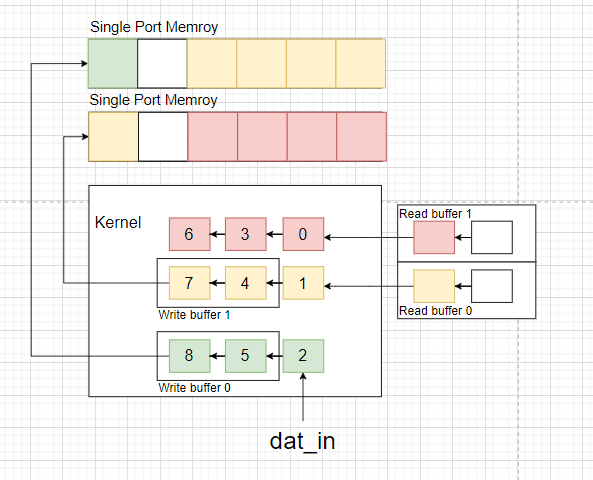 Single Port Memroy
Single Port Memroy
Kernel
6 3 0
7 4 1
Write buffer 1
8 5 2
Write buffer 0
Read buffer 1
Read buffer 0
dat_in